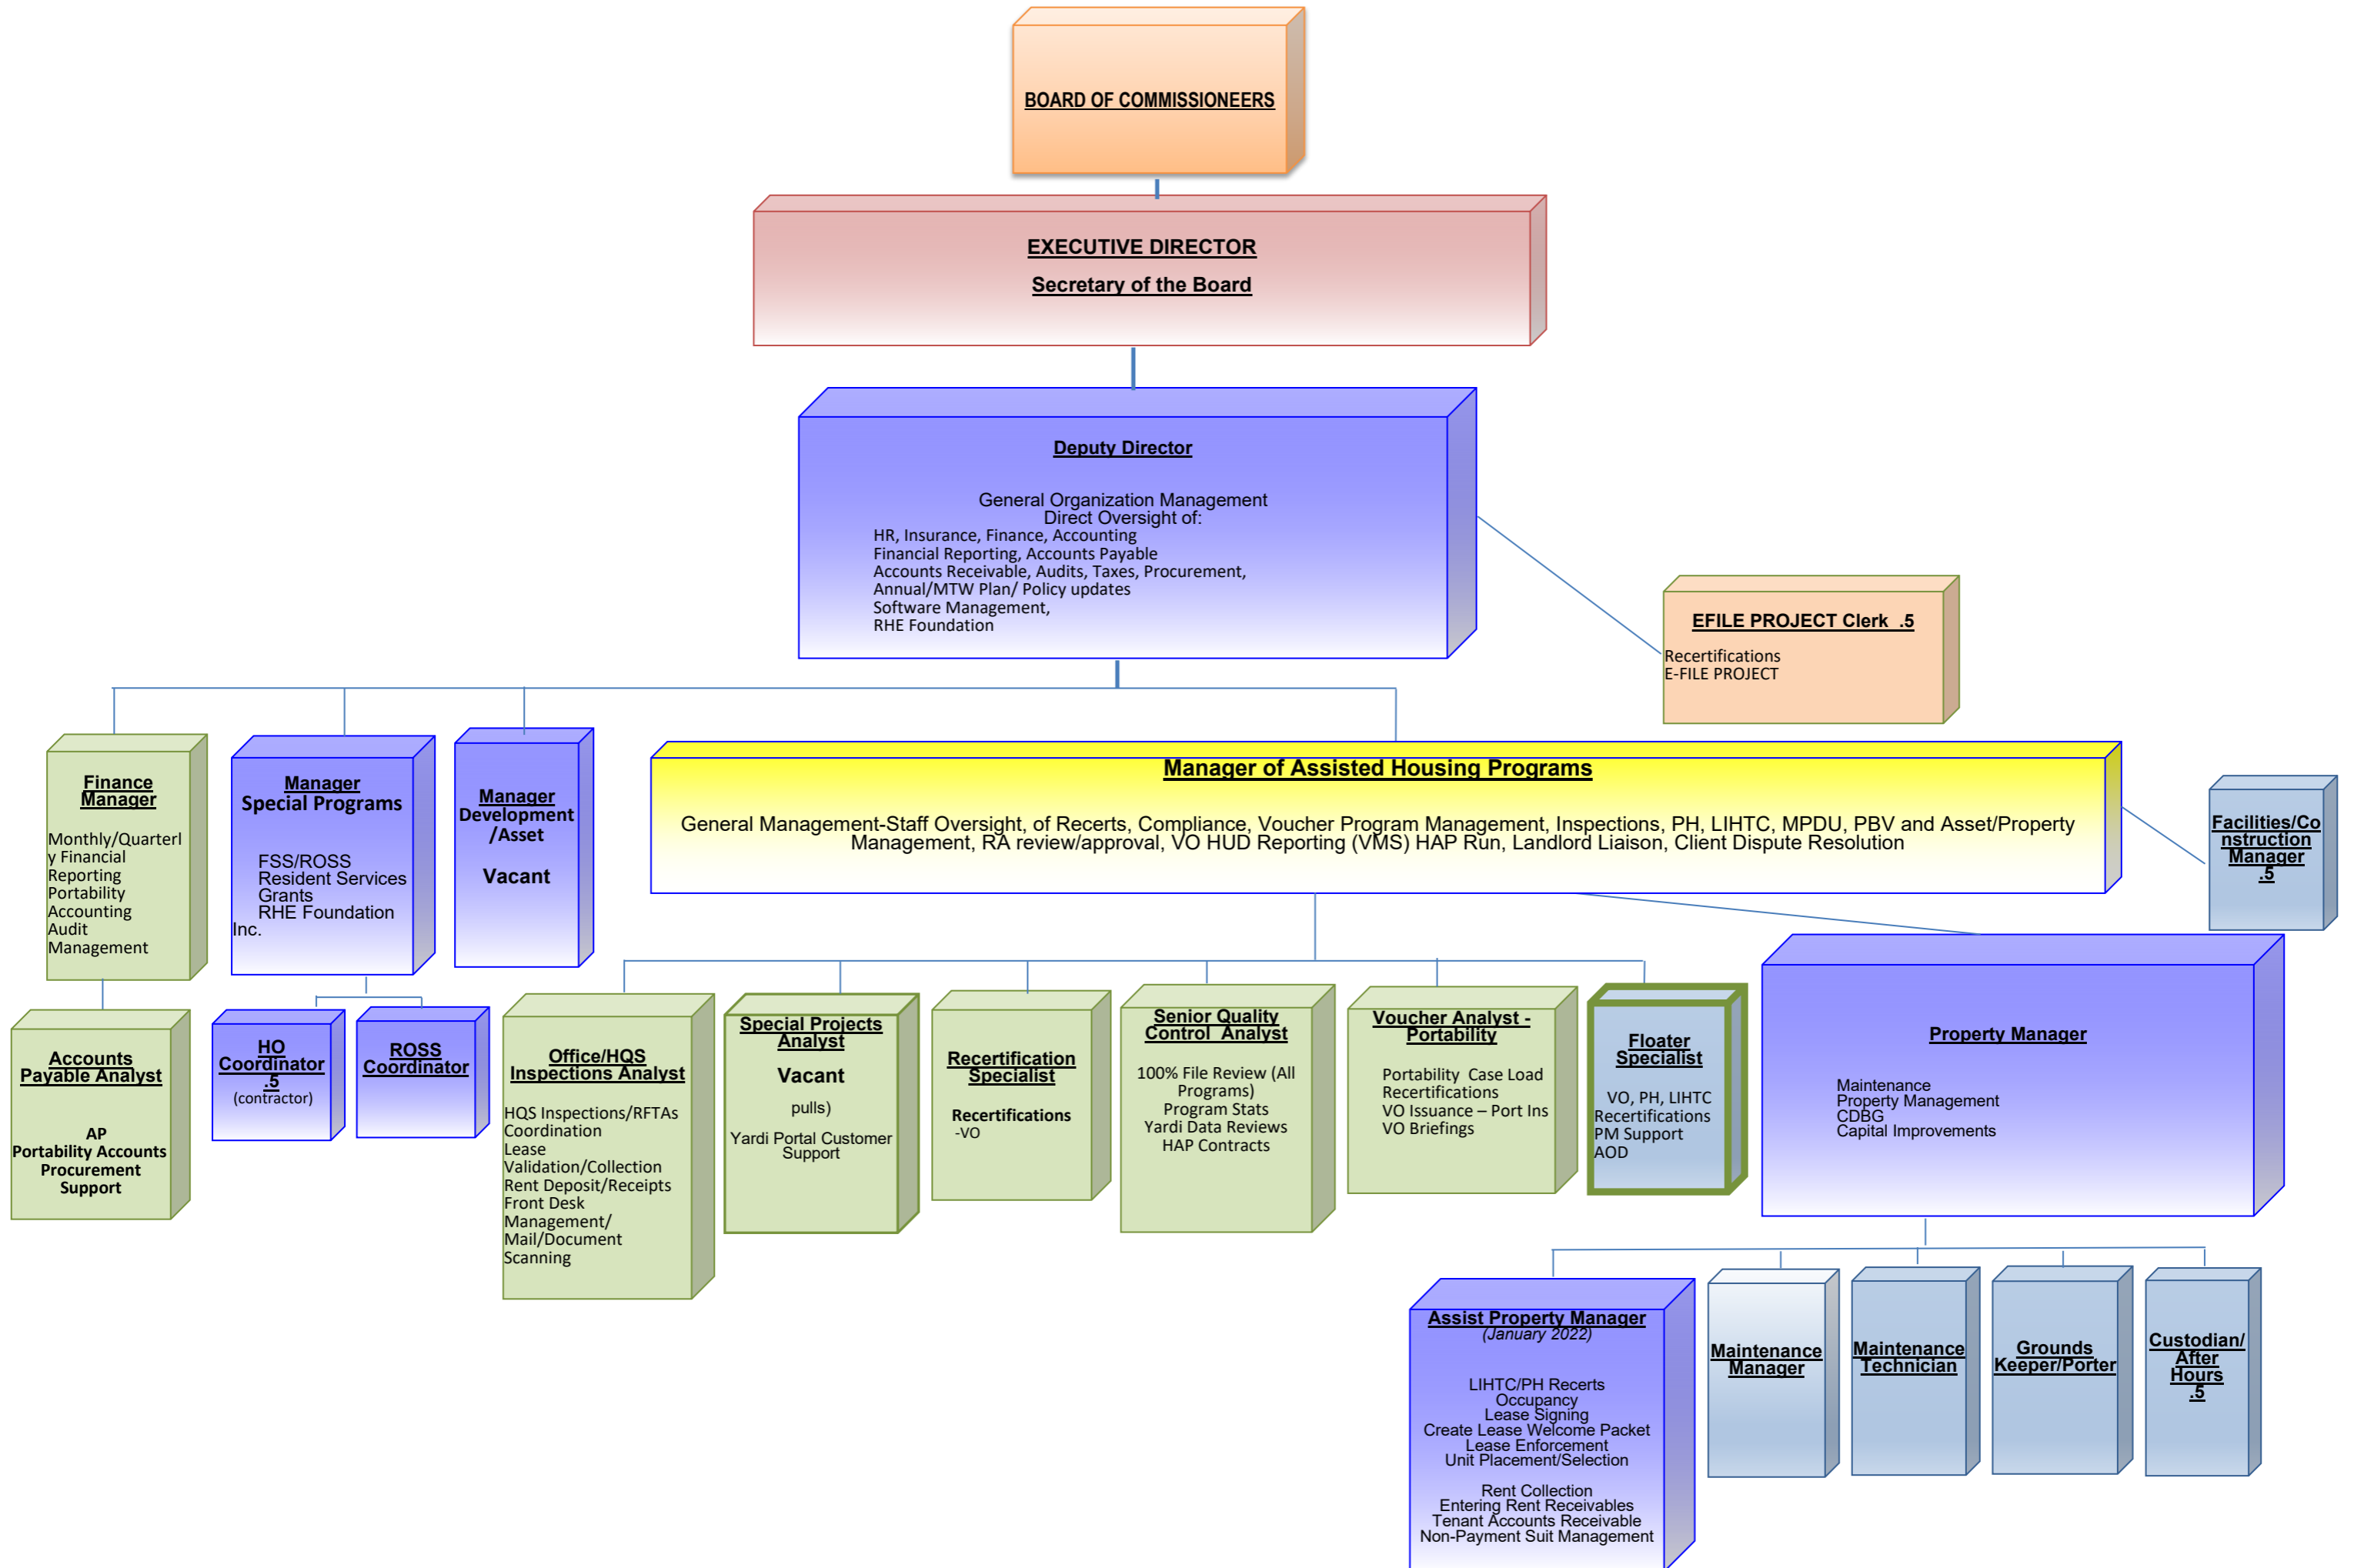 BOARD OF COMMISSIONEERS
EXECUTIVE DIRECTOR
Secretary of the Board
Deputy Director
General Organization Management
Direct Oversight of:
HR, Insurance, Finance, Accounting
Financial Reporting, Accounts Payable
Accounts Receivable, Audits, Taxes, Procurement,
Annual/MTW Plan/ Policy updates
Software Management,
RHE Foundation
EFILE PROJECT Clerk .5
Recertifications
E-FILE PROJECT
Finance
Manager
Monthly/Quarterl
y Financial
Reporting
Portability
Accounting
Audit
Management
Manager
Special Programs
FSS/ROSS
Resident Services
Grants
RHE Foundation
Inc.
Manager
Development
/Asset
Vacant
Manager of Assisted Housing Programs
General Management-Staff Oversight, of Recerts, Compliance, Voucher Program Management, Inspections, PH, LIHTC, MPDU, PBV and Asset/Property
Management, RA review/approval, VO HUD Reporting (VMS) HAP Run, Landlord Liaison, Client Dispute Resolution
Facilities/Co
nstruction
Manager
.5
Accounts
Payable Analyst
AP
Portability Accounts
Procurement
Support
HO
Coordinator
.5
(contractor)
ROSS
Coordinator
Office/HQS
Inspections Analyst
HQS Inspections/RFTAs
Coordination
Lease
Validation/Collection
Rent Deposit/Receipts
Front Desk
Management/
Mail/Document
Scanning
Special Projects
Analyst
Vacant
pulls)
Yardi Portal Customer
Support
Recertification
Specialist
Recertifications
-VO
Senior Quality
Control Analyst
100% File Review (All
Programs)
Program Stats
Yardi Data Reviews
HAP Contracts
Voucher Analyst -
Portability
Portability Case Load
Recertifications
VO Issuance – Port Ins
VO Briefings
Floater
Specialist
VO, PH, LIHTC
Recertifications
PM Support
AOD
Property Manager
Maintenance
Property Management
CDBG
Capital Improvements
Assist Property Manager
(January 2022)
LIHTC/PH Recerts
Occupancy
Lease Signing
Create Lease Welcome Packet
Lease Enforcement
Unit Placement/Selection
Rent Collection
Entering Rent Receivables
Tenant Accounts Receivable
Non-Payment Suit Management
Maintenance
Manager
Maintenance
Technician
Grounds
Keeper/Porter
Custodian/
After
Hours
.5